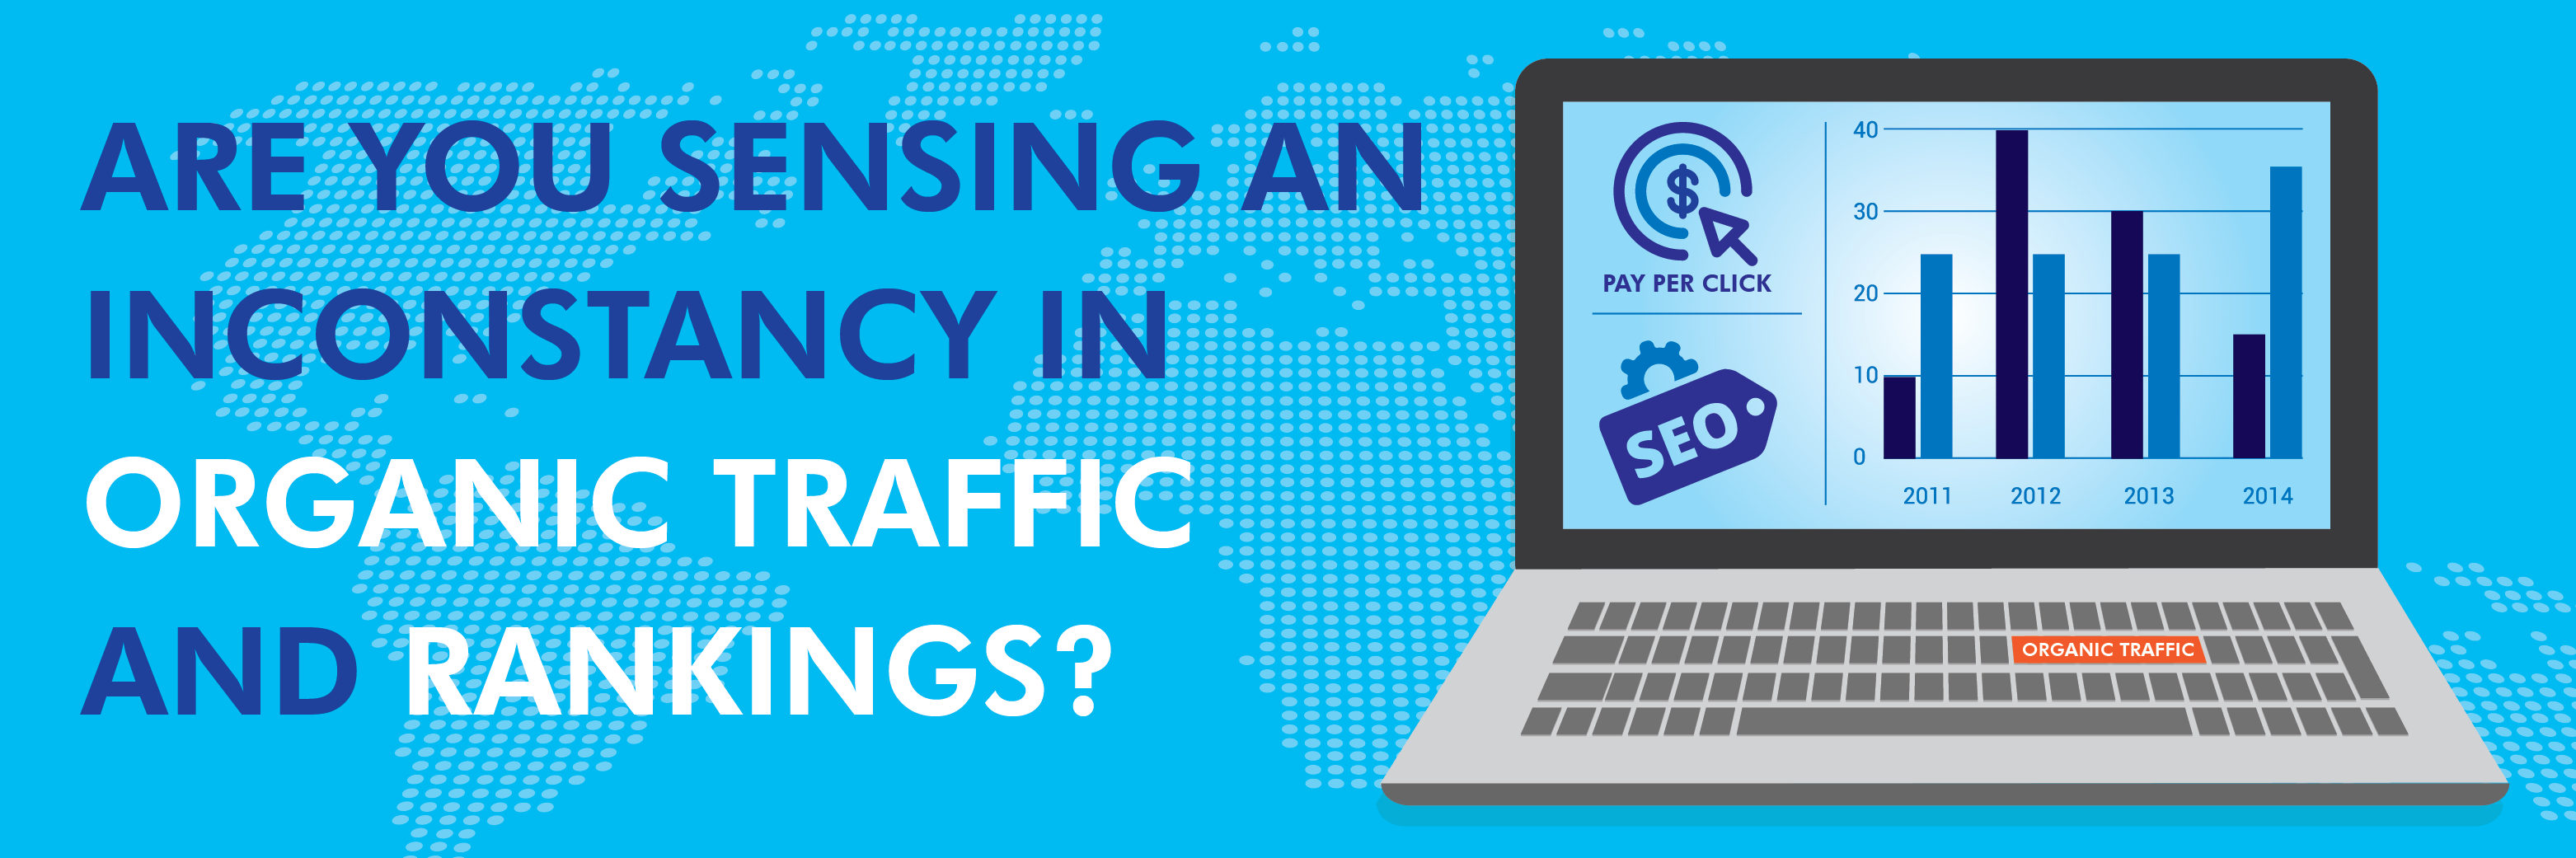 ARE YOU SENSING AN
INCONSTANCY IN
ORGANIC TRAFFIC
AND RANKINGS?
PAY PER CLICK
SEO
40
30
20
10
0
2011 2012 2013 2014
ORGANIC TRAFFIC